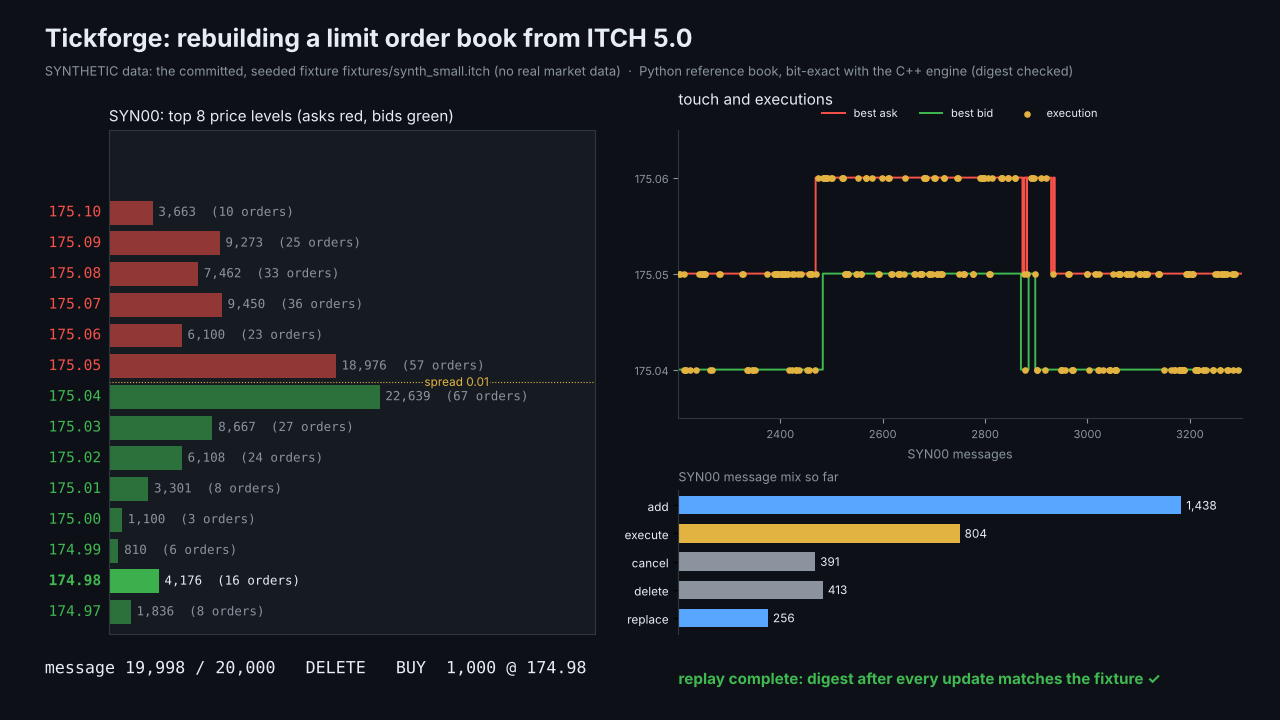 Tickforge: rebuilding a limit order book from ITCH 5.0
SYNTHETIC data: the committed, seeded fixture fixtures/synth_small.itch (no real market data)  ·  Python reference book, bit-exact with the C++ engine (digest checked)
SYN00: top 8 price levels (asks red, bids green)
175.10 3,663 (10 orders)
175.09 9,273 (25 orders)
175.08 7,462 (33 orders)
175.07 9,450 (36 orders)
175.06 6,100 (23 orders)
175.05 18,976 (57 orders)
spread 0.01
175.04 22,639 (67 orders)
175.03 8,667 (27 orders)
175.02 6,108 (24 orders)
175.01 3,301 (8 orders)
175.00 1,100 (3 orders)
174.99 810 (6 orders)
174.98 4,176 (16 orders)
174.97 1,836 (8 orders)
message 19,998 / 20,000 DELETE BUY 1,000 @ 174.98
touch and executions
best ask best bid execution
175.06
175.05
175.04
2400 2600 2800 3000 3200
SYN00 messages
SYN00 message mix so far
add 1,438
execute 804
cancel 391
delete 413
replace 256
replay complete: digest after every update matches the fixture ✓